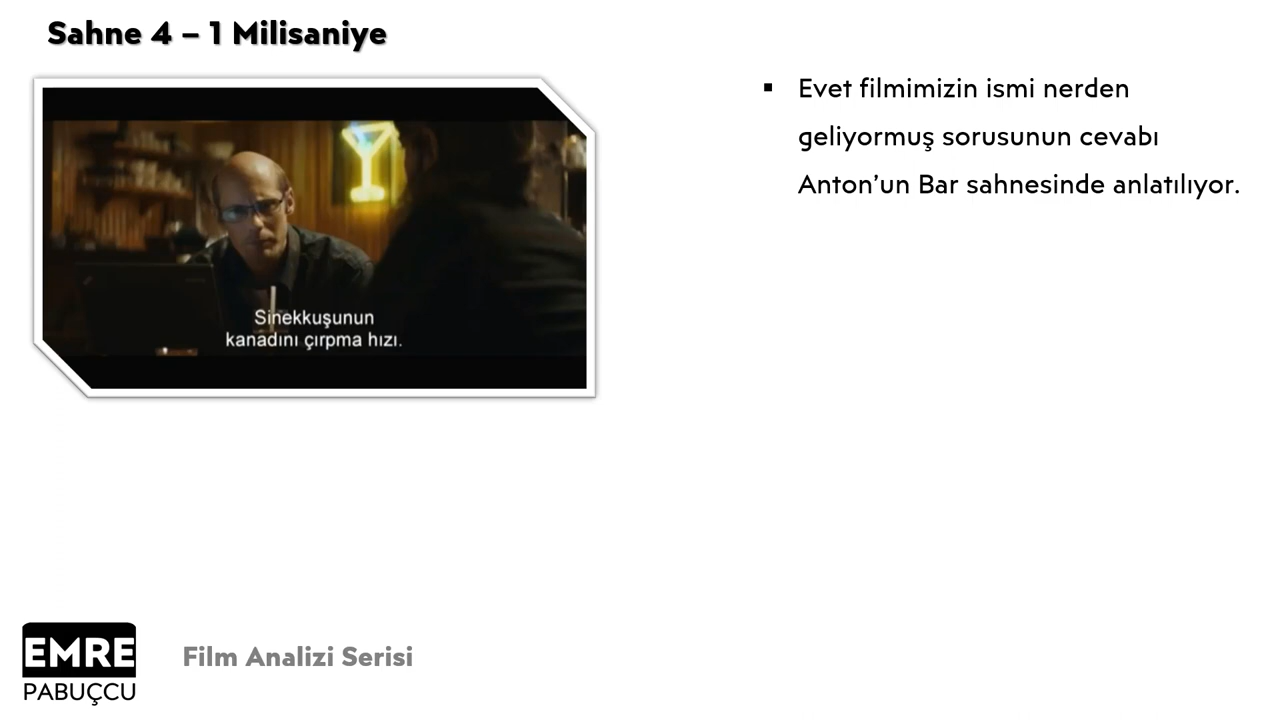 Sahne 4 – 1 Milisaniye
Evet filmimizin ismi nerden
geliyormuş sorusunun cevabı
Anton’un Bar sahnesinde anlatılıyor.
Sinekkuşunun
kanadını çırpma hızı.
EMRE
PABUÇCU
Film Analizi Serisi